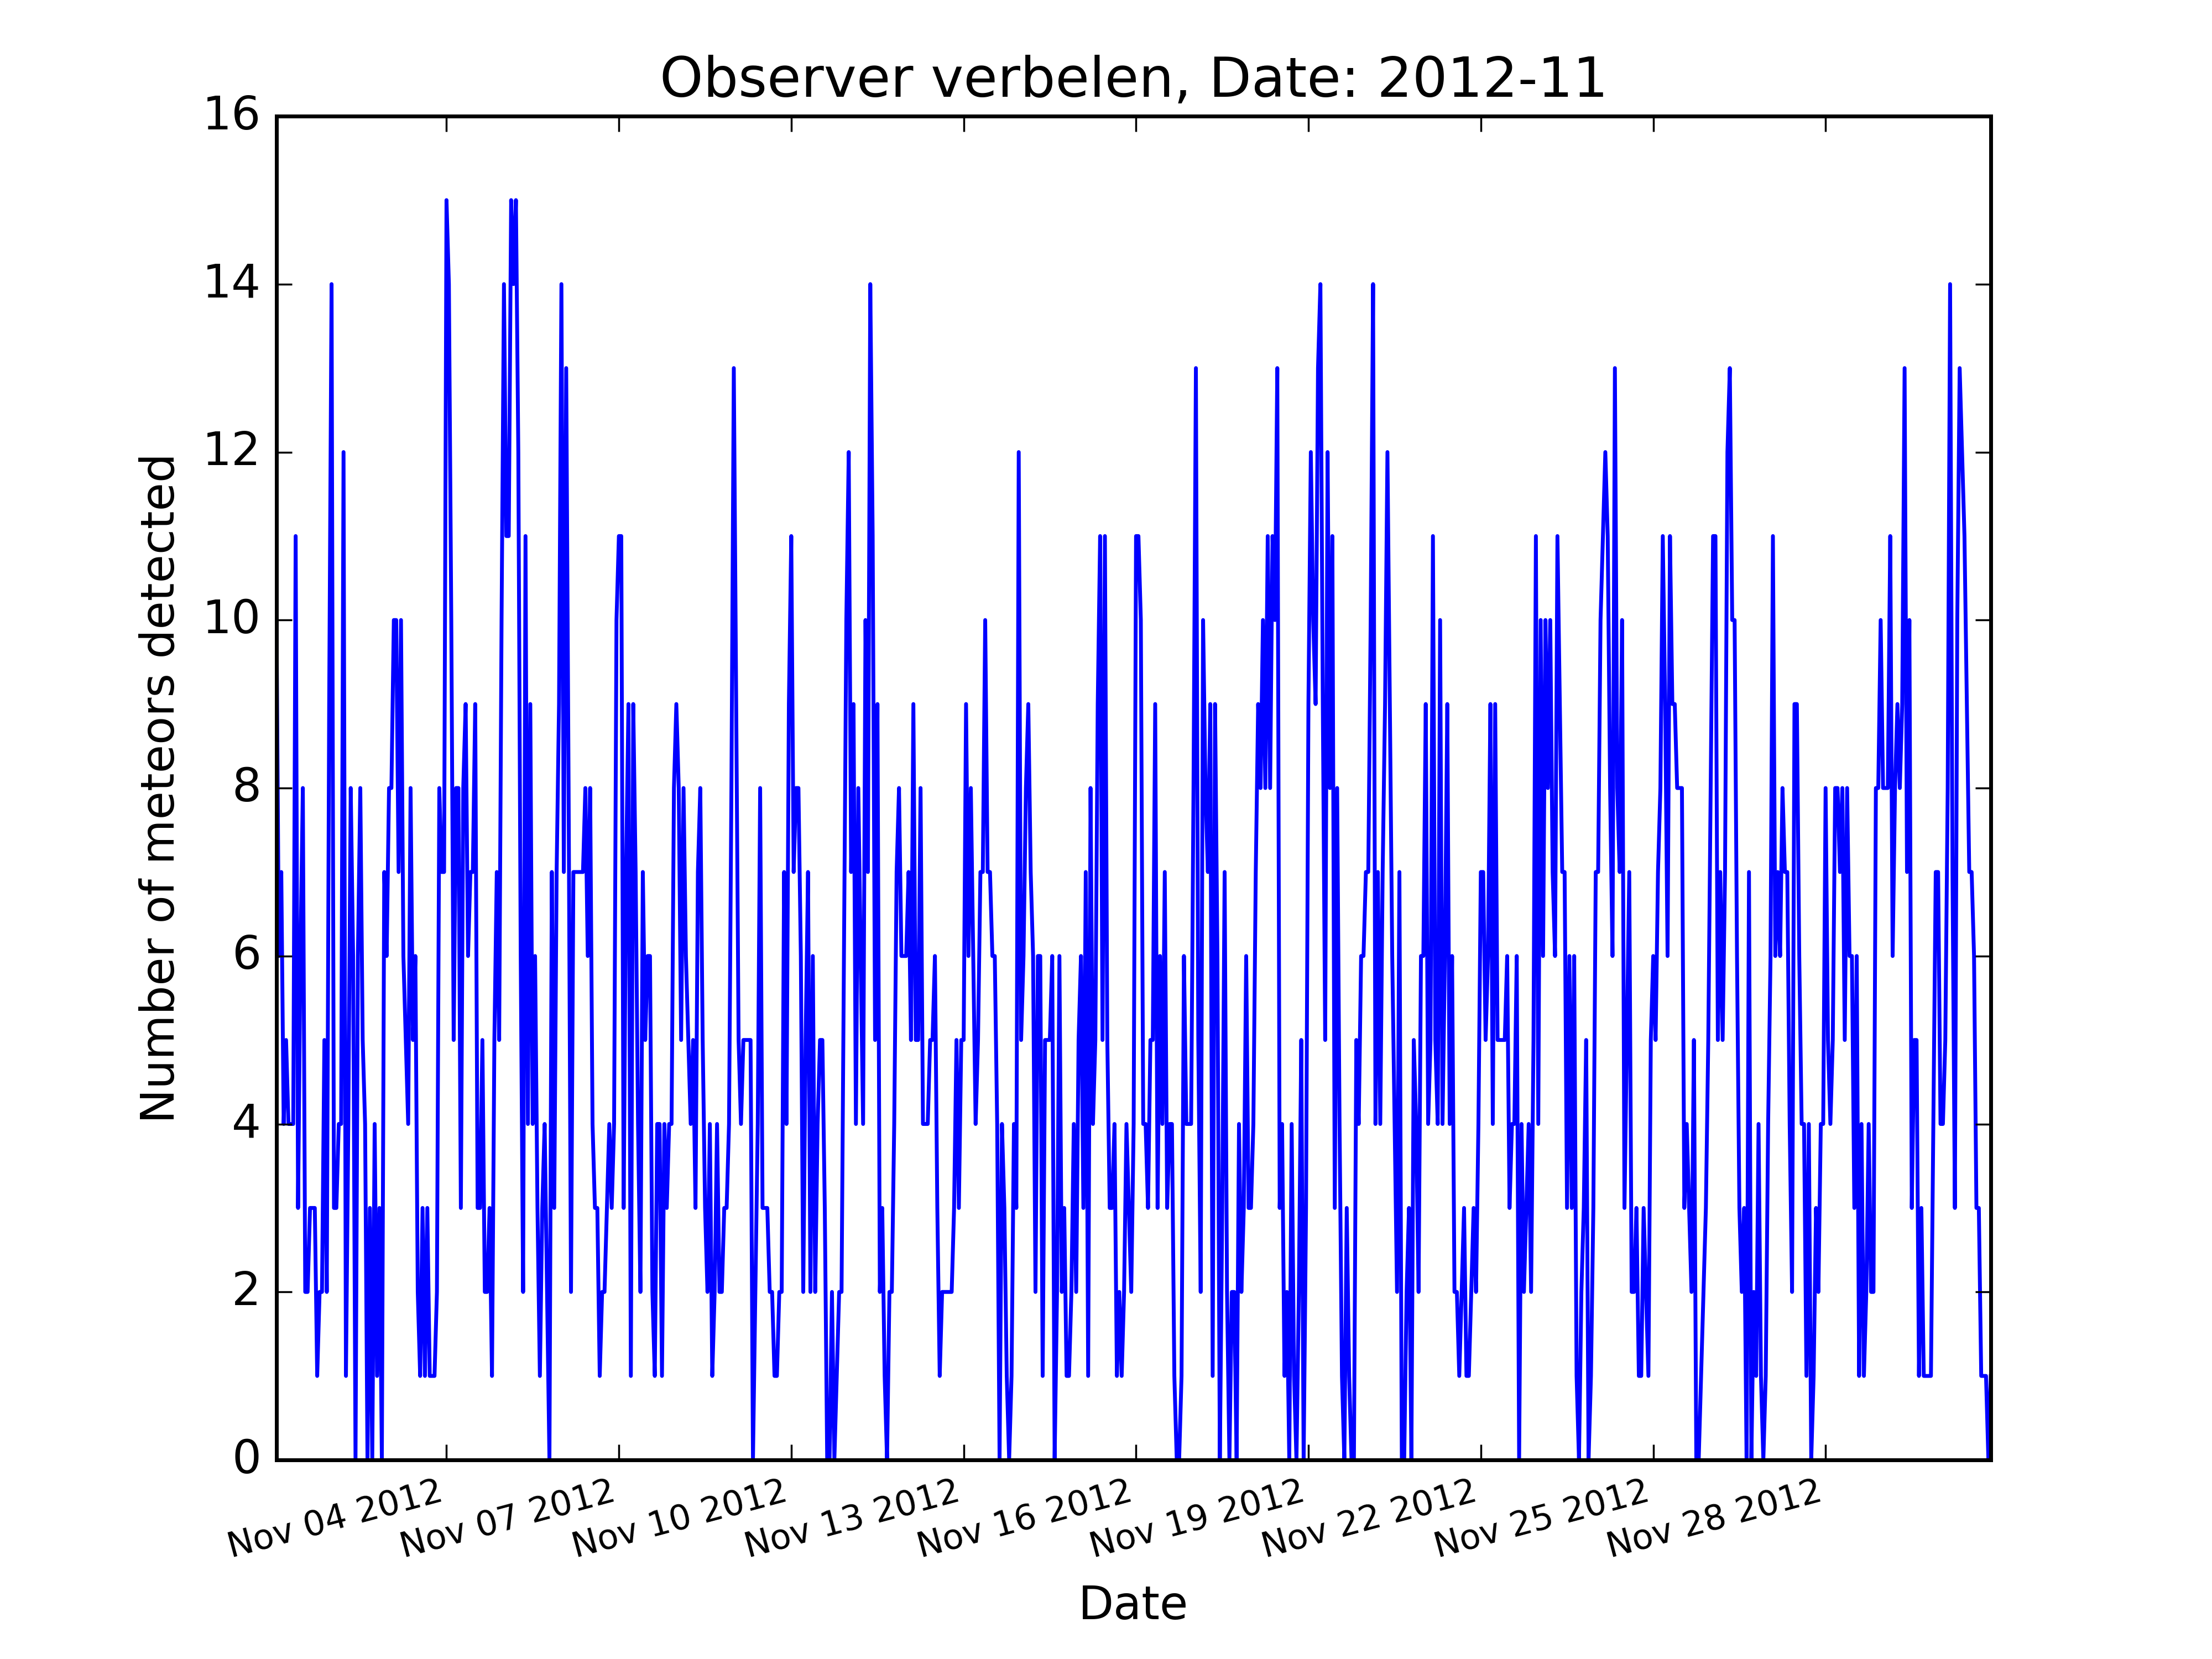 Observer verbelen, Date: 2012-11
Number of meteors detected
16
14
12
10
8
6
4
2
0
Nov 04 2012
Nov 07 2012
Nov 10 2012
Nov 13 2012
Nov 16 2012
Nov 19 2012
Nov 22 2012
Nov 25 2012
Nov 28 2012
Date